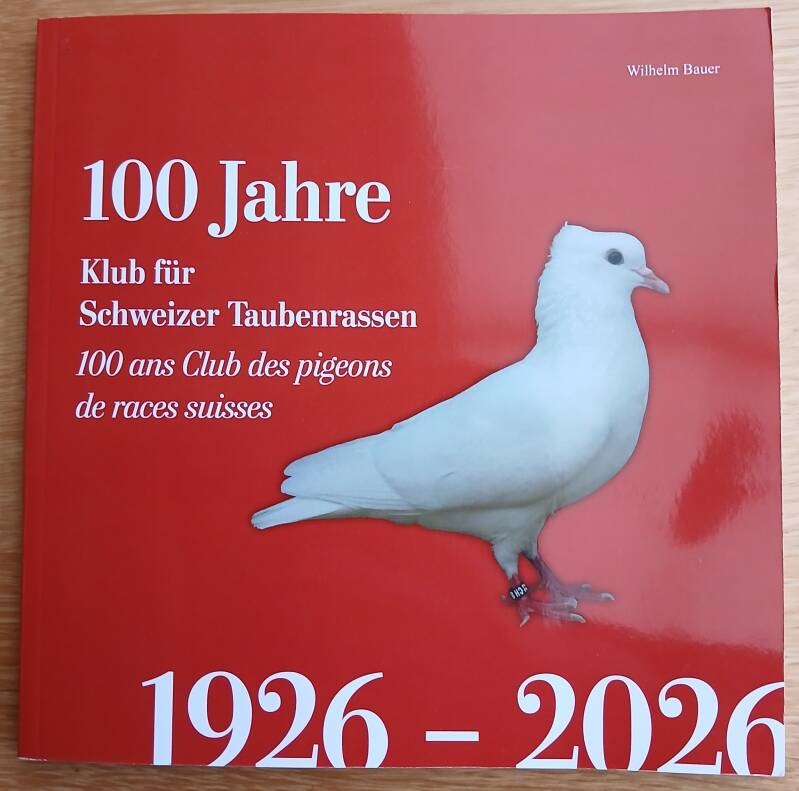 Wilhelm Bauer
100 Jahre
Klub für
Schweizer Taubenrassen
100 ans Club des pigeons
de races suisses
1926 – 2026